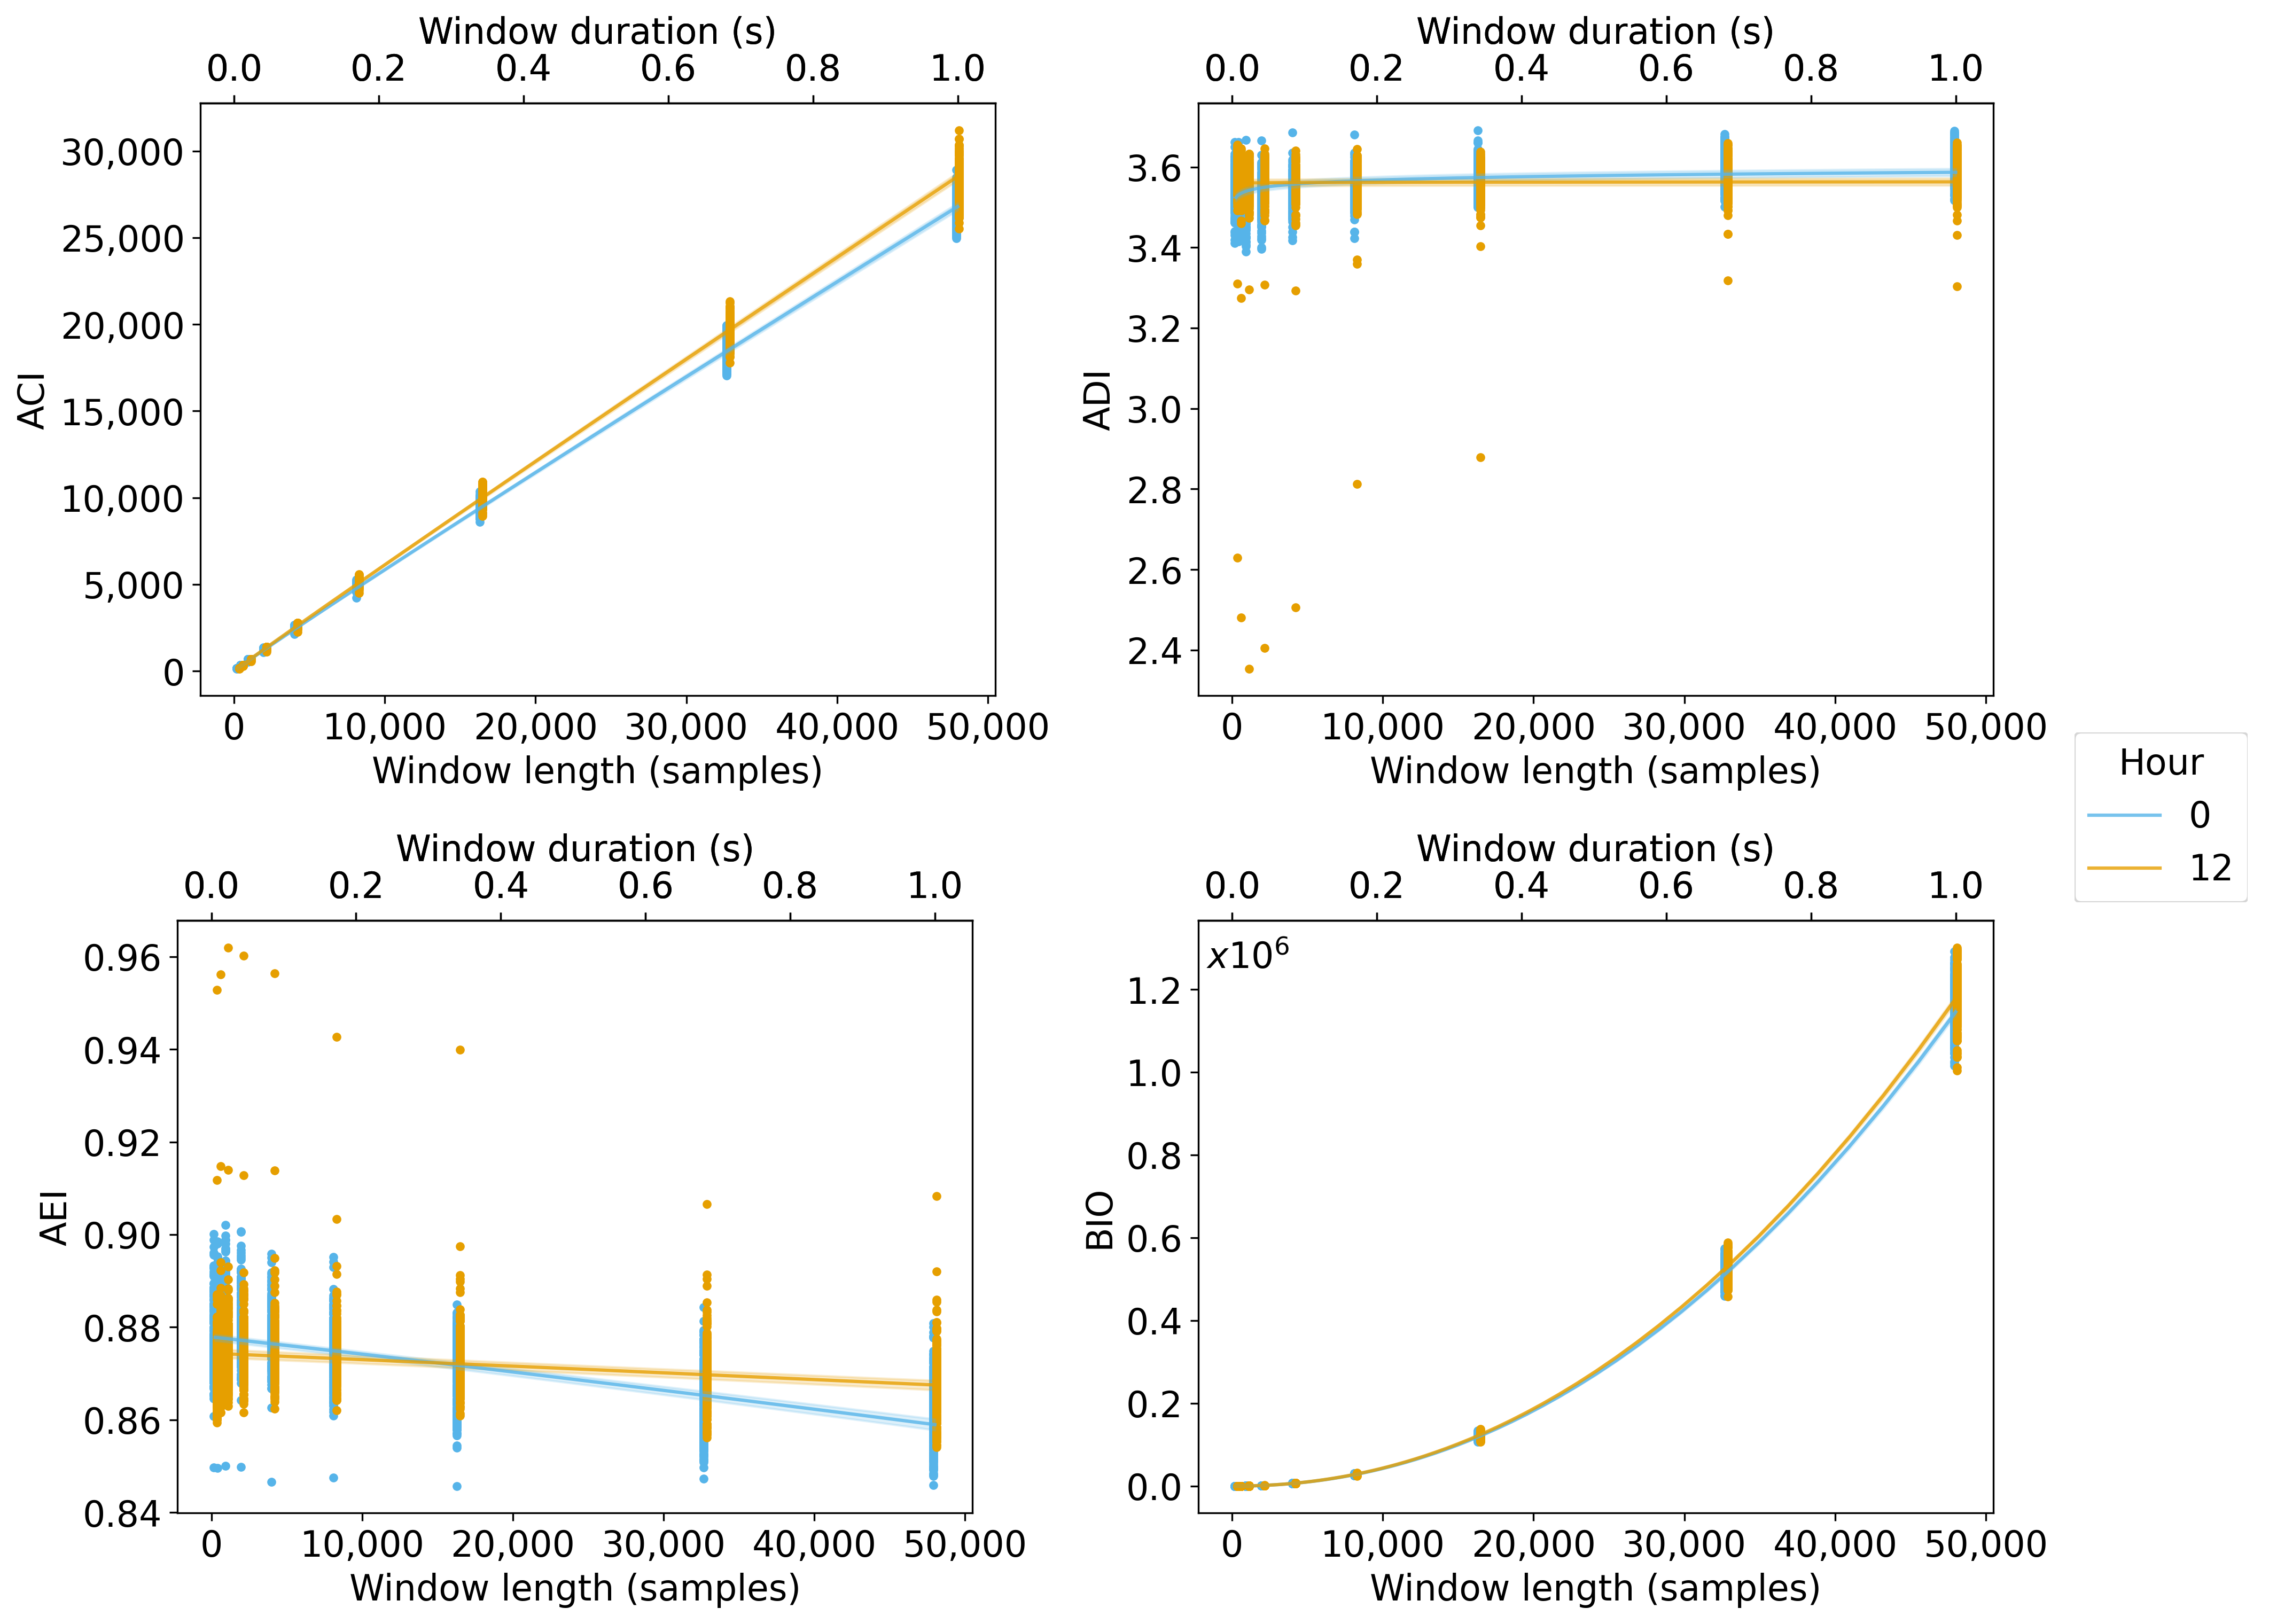 Window duration (s)
0.0 0.2 0.4 0.6 0.8 1.0
30,000
25,000
20,000
15,000
10,000
5,000
0
ACI
0 10,000 20,000 30,000 40,000 50,000
Window length (samples)
Window duration (s)
0.0 0.2 0.4 0.6 0.8 1.0
3.6
3.4
3.2
3.0
2.8
2.6
2.4
ADI
0 10,000 20,000 30,000 40,000 50,000
Window length (samples)
Hour
0
12
Window duration (s)
0.0 0.2 0.4 0.6 0.8 1.0
0.96
0.94
0.92
0.90
0.88
0.86
0.84
AEI
0 10,000 20,000 30,000 40,000 50,000
Window length (samples)
Window duration (s)
0.0 0.2 0.4 0.6 0.8 1.0
x10⁶
1.2
1.0
0.8
0.6
0.4
0.2
0.0
BIO
0 10,000 20,000 30,000 40,000 50,000
Window length (samples)